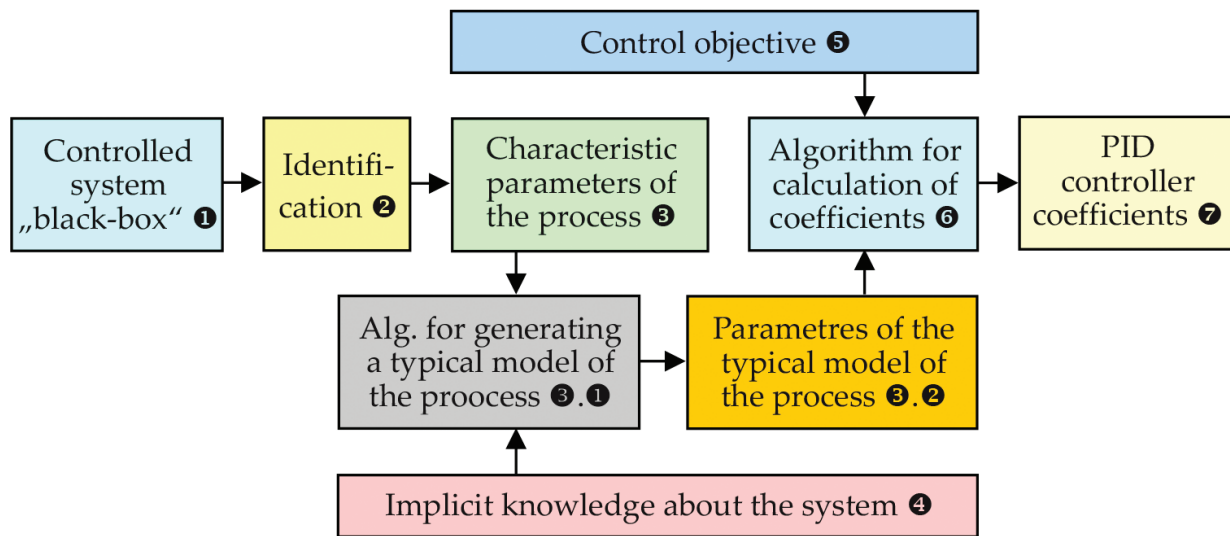 Control objective ❺
Controlled
system
„black-box“ ❶
Identifi-
cation ❷
Characteristic
parameters of
the process ❸
Algorithm for
calculation of
coefficients ❻
PID
controller
coefficients ❼
Alg. for generating
a typical model of
the proocess ❸.❶
Parametres of the
typical model of
the process ❸.❷
Implicit knowledge about the system ❹